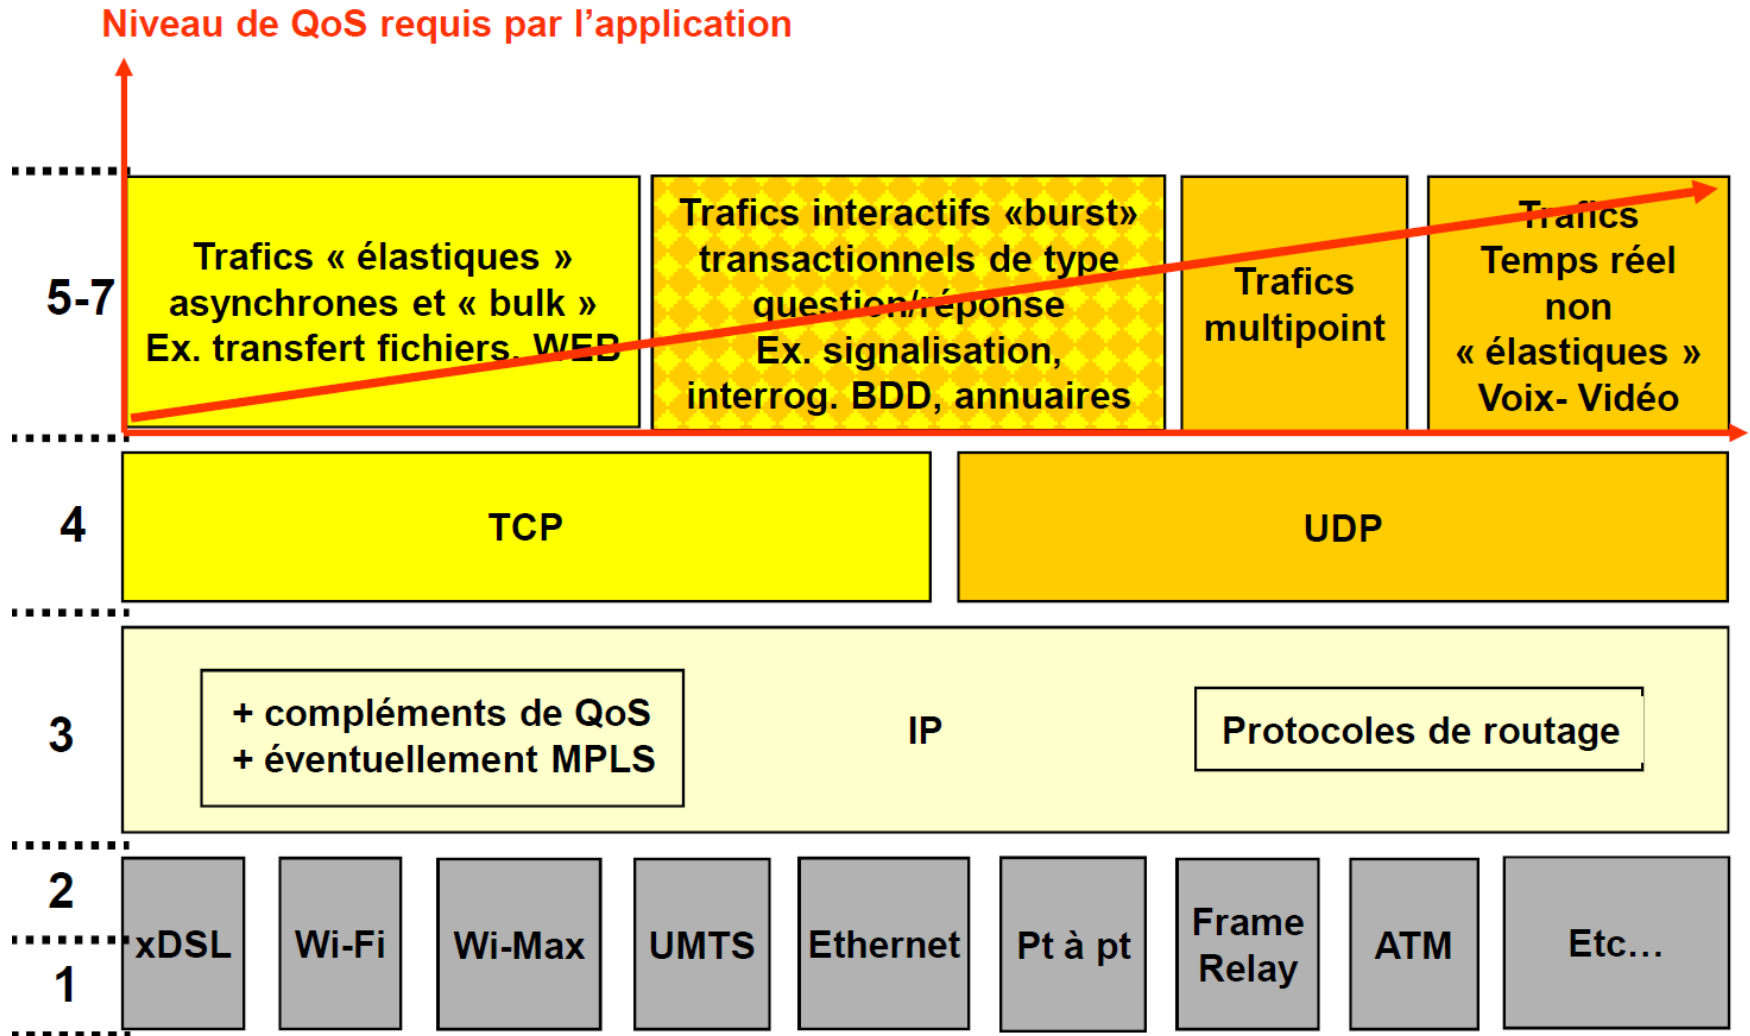 Niveau de QoS requis par l’application
5-7
Trafics « élastiques »
asynchrones et « bulk »
Ex. transfert fichiers, WEB
Trafics interactifs «burst»
transactionnels de type
question/réponse
Ex. signalisation,
interrog. BDD, annuaires
Trafics
multipoint
Trafics
Temps réel
non
« élastiques »
Voix- Vidéo
4
TCP
UDP
3
+ compléments de QoS
+ éventuellement MPLS
IP
Protocoles de routage
2
1
xDSL
Wi-Fi
Wi-Max
UMTS
Ethernet
Pt à pt
Frame
Relay
ATM
Etc…